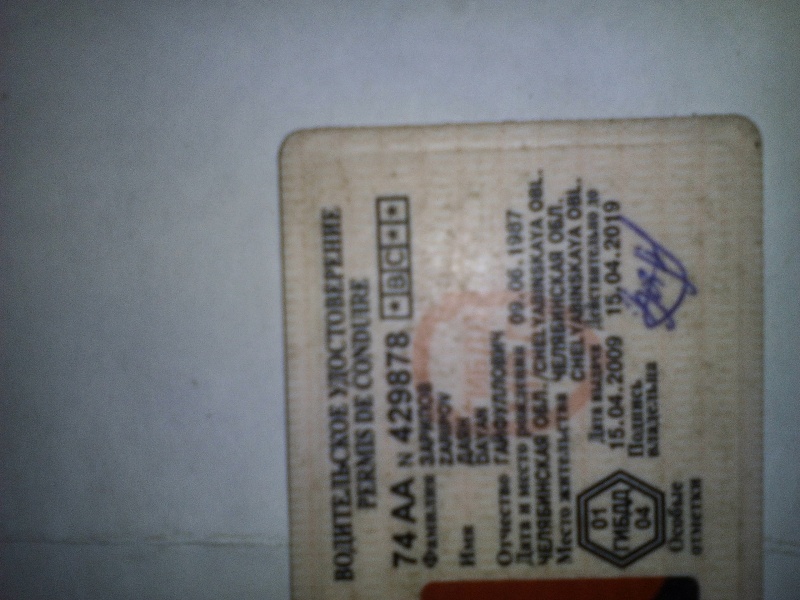 ВОДИТЕЛЬСКОЕ УДОСТОВЕРЕНИЕ
PERMIS DE CONDUIRE
74 АА N 429878 * B C * *
Фамилия ЗАРИПОВ
ZARIPOV
Имя ДАЯН
DAYAN
Отчество ГАЙФУЛЛОВИЧ
Дата и место рождения 09.06.1987
ЧЕЛЯБИНСКАЯ ОБЛ./CHELYABINSKAYA OBL.
Место жительства ЧЕЛЯБИНСКАЯ ОБЛ.
CHELYABINSKAYA OBL.
Дата выдачи Действительно до
15.04.2009 15.04.2019
Подпись
владельца
01
ГИБДД
04
Особые
отметки